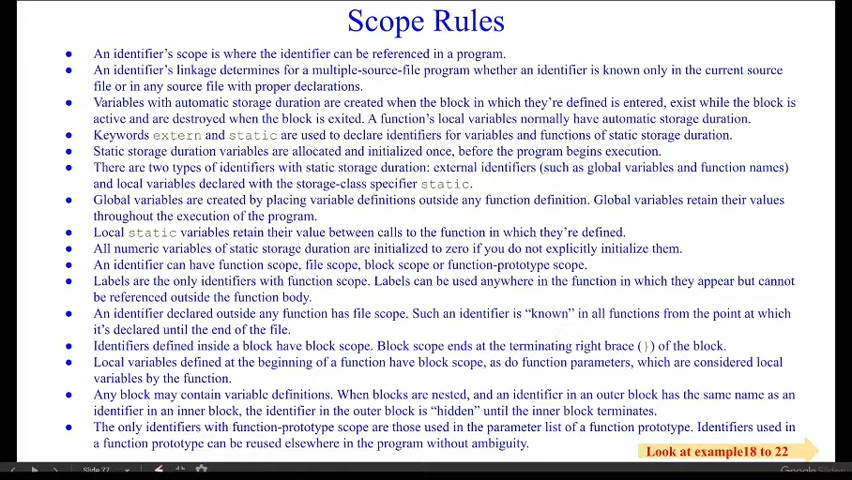 Scope Rules
● An identifier's scope is where the identifier can be referenced in a program.
● An identifier's linkage determines for a multiple-source-file program whether an identifier is known only in the current source
file or in any source file with proper declarations.
● Variables with automatic storage duration are created when the block in which they're defined is entered, exist while the block is
active and are destroyed when the block is exited. A function's local variables normally have automatic storage duration.
● Keywords extern and static are used to declare identifiers for variables and functions of static storage duration.
● Static storage duration variables are allocated and initialized once, before the program begins execution.
● There are two types of identifiers with static storage duration: external identifiers (such as global variables and function names)
and local variables declared with the storage-class specifier static.
● Global variables are created by placing variable definitions outside any function definition. Global variables retain their values
throughout the execution of the program.
● Local static variables retain their value between calls to the function in which they're defined.
● All numeric variables of static storage duration are initialized to zero if you do not explicitly initialize them.
● An identifier can have function scope, file scope, block scope or function-prototype scope.
● Labels are the only identifiers with function scope. Labels can be used anywhere in the function in which they appear but cannot
be referenced outside the function body.
● An identifier declared outside any function has file scope. Such an identifier is “known” in all functions from the point at which
it's declared until the end of the file.
● Identifiers defined inside a block have block scope. Block scope ends at the terminating right brace (}) of the block.
● Local variables defined at the beginning of a function have block scope, as do function parameters, which are considered local
variables by the function.
● Any block may contain variable definitions. When blocks are nested, and an identifier in an outer block has the same name as an
identifier in an inner block, the identifier in the outer block is “hidden” until the inner block terminates.
● The only identifiers with function-prototype scope are those used in the parameter list of a function prototype. Identifiers used in
a function prototype can be reused elsewhere in the program without ambiguity.
Look at example18 to 22
Google Slides